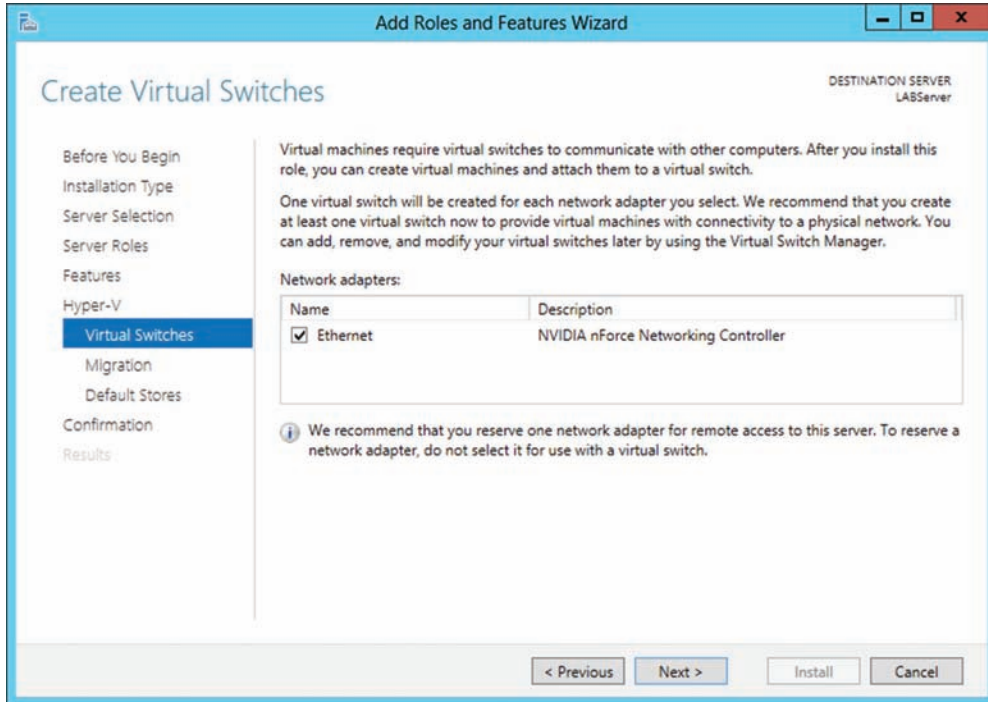 Add Roles and Features Wizard
Create Virtual Switches
DESTINATION SERVER
LABServer
Before You Begin
Installation Type
Server Selection
Server Roles
Features
Hyper-V
Virtual Switches
Migration
Default Stores
Confirmation
Results
Virtual machines require virtual switches to communicate with other computers. After you install this
role, you can create virtual machines and attach them to a virtual switch.
One virtual switch will be created for each network adapter you select. We recommend that you create
at least one virtual switch now to provide virtual machines with connectivity to a physical network. You
can add, remove, and modify your virtual switches later by using the Virtual Switch Manager.
Network adapters:
Name Description
Ethernet NVIDIA nForce Networking Controller
We recommend that you reserve one network adapter for remote access to this server. To reserve a
network adapter, do not select it for use with a virtual switch.
< Previous Next > Install Cancel